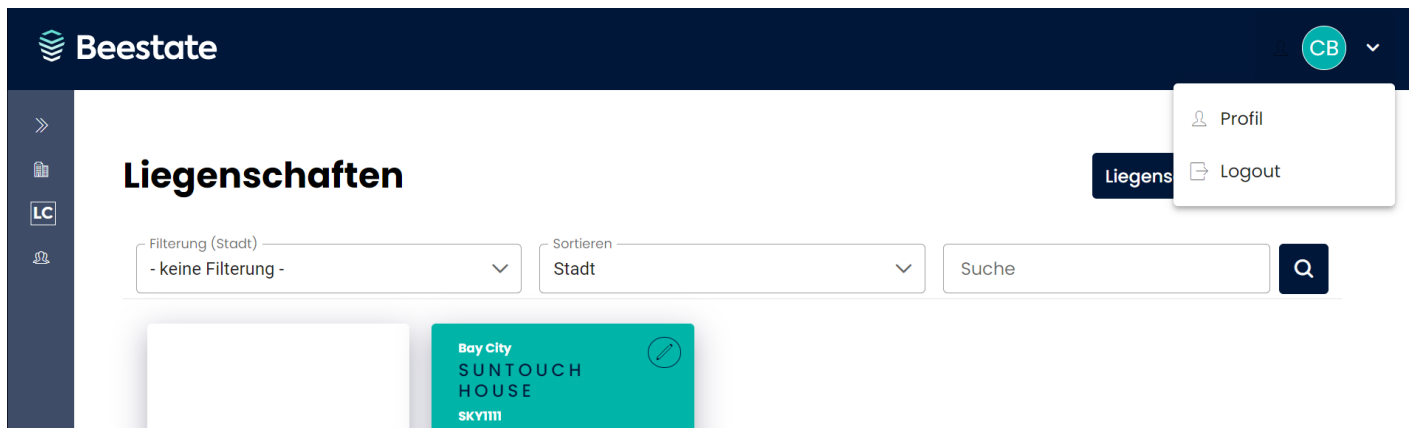 Beestate
CB
Profil
Logout
Liegenschaften
Liegens
LC
Filterung (Stadt)
- keine Filterung -
Sortieren
Stadt
Suche
Bay City
SUNTOUCH
HOUSE
SKY1111